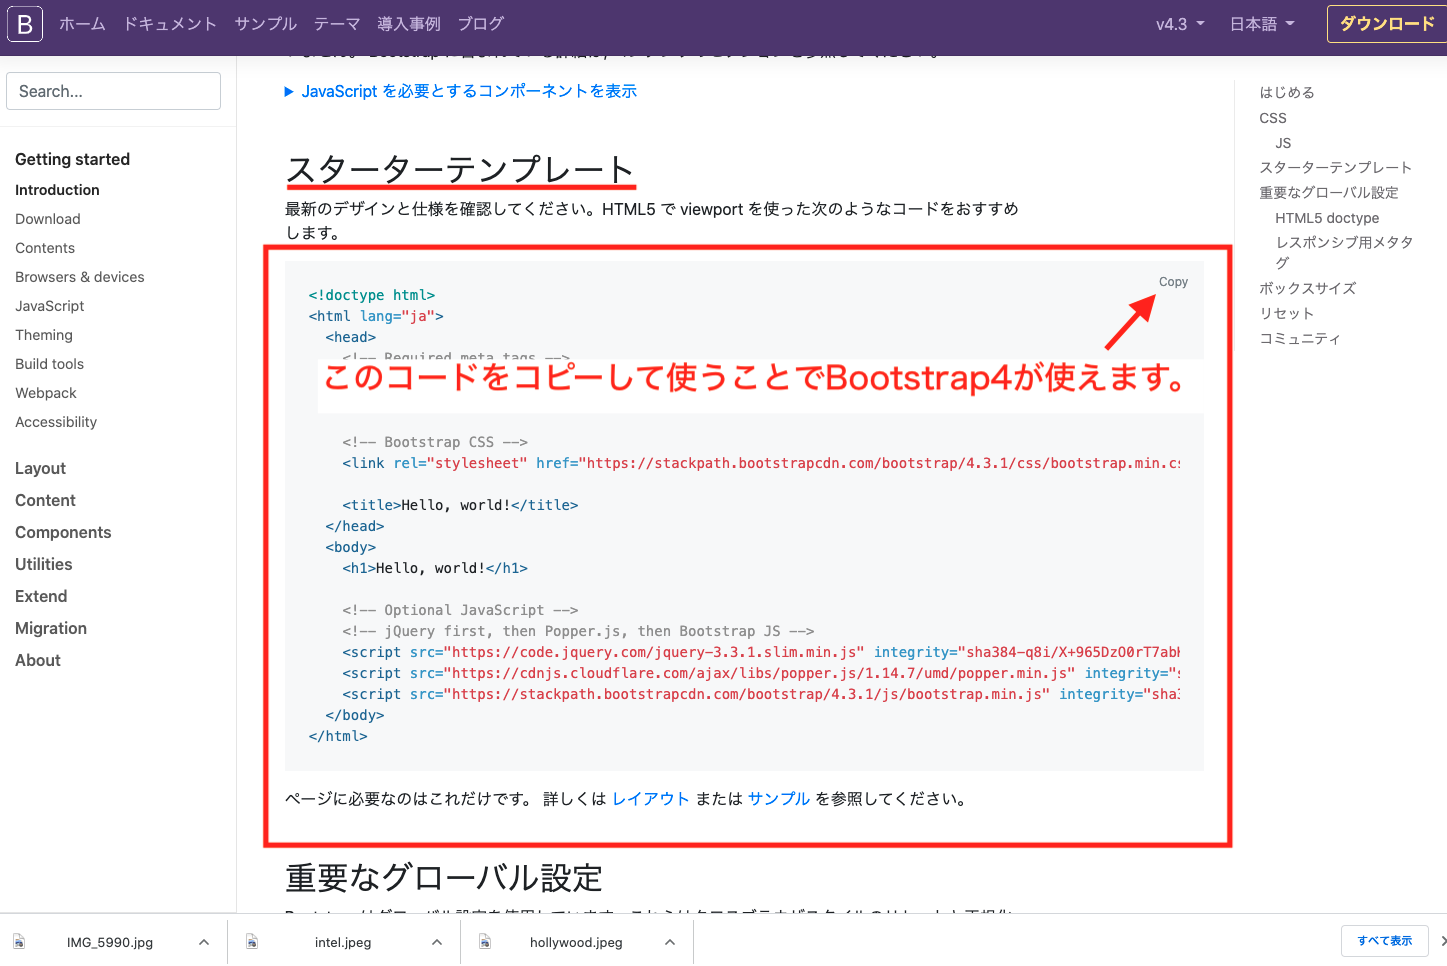 B ホーム ドキュメント サンプル テーマ 導入事例 ブログ v4.3 日本語 ダウンロード
Search...
Getting started
Introduction
Download
Contents
Browsers & devices
JavaScript
Theming
Build tools
Webpack
Accessibility
Layout
Content
Components
Utilities
Extend
Migration
About
JavaScript を必要とするコンポーネントを表示
スターターテンプレート
最新のデザインと仕様を確認してください。HTML5 で viewport を使った次のようなコードをおすすめ
します。
Copy
<!doctype html>
<html lang="ja">
<head>
<!-- Required meta tags -->
このコードをコピーして使うことでBootstrap4が使えます。
<!-- Bootstrap CSS -->
<link rel="stylesheet" href="https://stackpath.bootstrapcdn.com/bootstrap/4.3.1/css/bootstrap.min.cs
<title>Hello, world!</title>
</head>
<body>
<h1>Hello, world!</h1>
<!-- Optional JavaScript -->
<!-- jQuery first, then Popper.js, then Bootstrap JS -->
<script src="https://code.jquery.com/jquery-3.3.1.slim.min.js" integrity="sha384-q8i/X+965DzO0rT7ab
<script src="https://cdnjs.cloudflare.com/ajax/libs/popper.js/1.14.7/umd/popper.min.js" integrity="s
<script src="https://stackpath.bootstrapcdn.com/bootstrap/4.3.1/js/bootstrap.min.js" integrity="sha3
</body>
</html>
ページに必要なのはこれだけです。 詳しくは レイアウト または サンプル を参照してください。
重要なグローバル設定
はじめる
CSS
JS
スターターテンプレート
重要なグローバル設定
HTML5 doctype
レスポンシブ用メタタ
グ
ボックスサイズ
リセット
コミュニティ
IMG_5990.jpg intel.jpeg hollywood.jpeg すべて表示